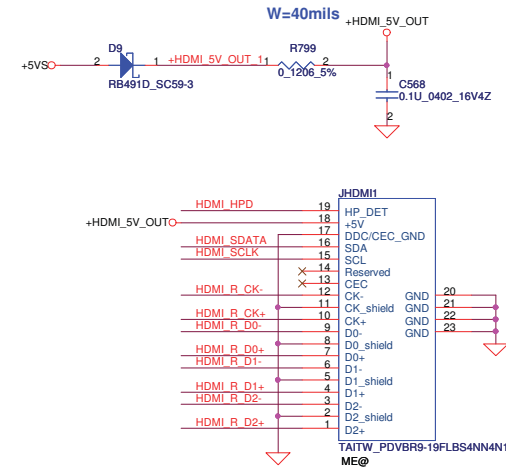 W=40mils
+HDMI_5V_OUT
D9
R799
+5VS
2
1
+HDMI_5V_OUT_1
1
2
1
RB491D_SC59-3
0_1206_5%
C568
0.1U_0402_16V4Z
2
JHDMI1
HDMI_HPD 19 HP_DET
+HDMI_5V_OUT 18 +5V
17 DDC/CEC_GND
HDMI_SDATA 16 SDA
HDMI_SCLK 15 SCL
14 Reserved
13 CEC
HDMI_R_CK- 12 CK- GND 20
11 CK_shield GND 21
HDMI_R_CK+ 10 CK+ GND 22
HDMI_R_D0- 9 D0- GND 23
8 D0_shield
HDMI_R_D0+ 7 D0+
HDMI_R_D1- 6 D1-
5 D1_shield
HDMI_R_D1+ 4 D1+
HDMI_R_D2- 3 D2-
2 D2_shield
HDMI_R_D2+ 1 D2+
TAITW_PDVBR9-19FLBS4NN4N1
ME@